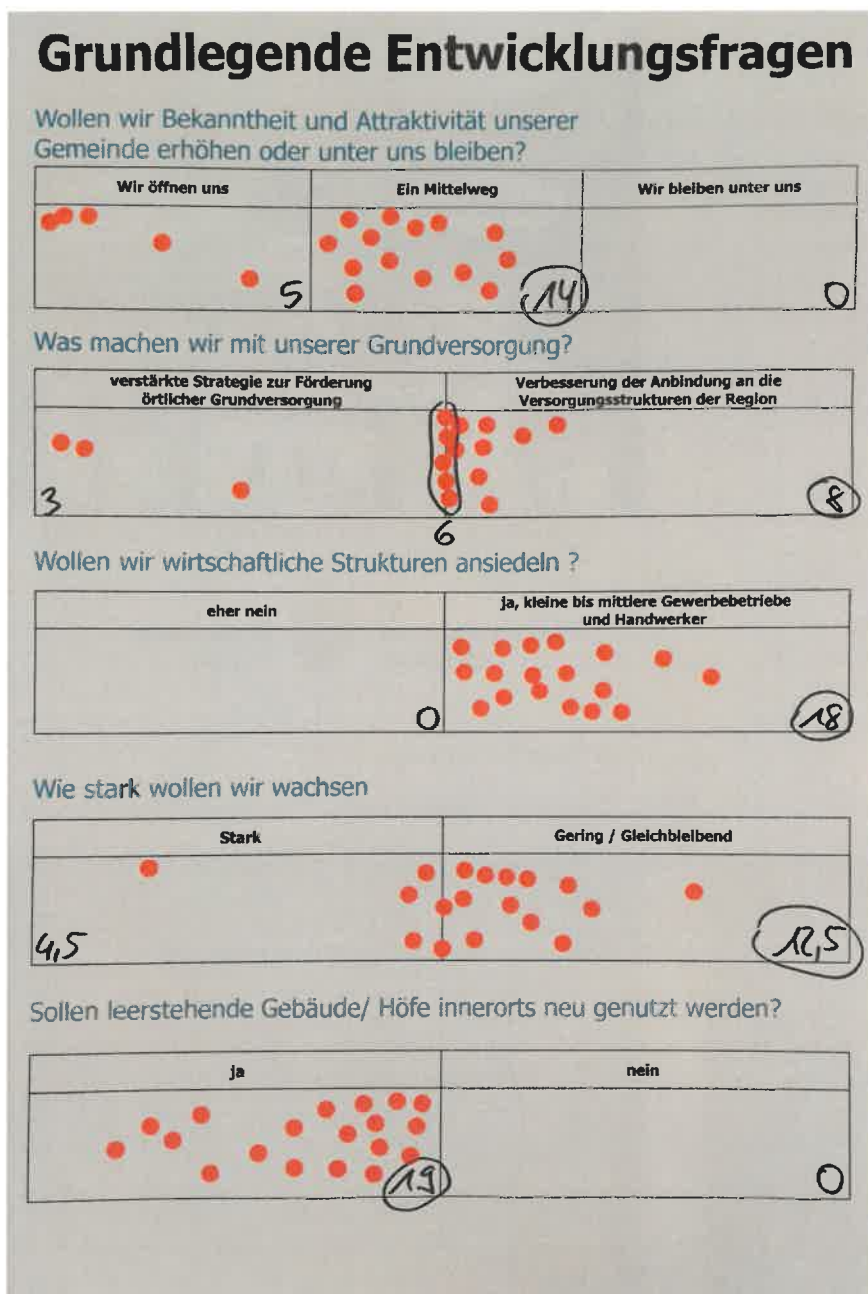 Grundlegende Entwicklungsfragen
Wollen wir Bekanntheit und Attraktivität unserer
Gemeinde erhöhen oder unter uns bleiben?
Wir öffnen uns
Ein Mittelweg
Wir bleiben unter uns
5
14
0
Was machen wir mit unserer Grundversorgung?
verstärkte Strategie zur Förderung
örtlicher Grundversorgung
Verbesserung der Anbindung an die
Versorgungsstrukturen der Region
3
6
8
Wollen wir wirtschaftliche Strukturen ansiedeln ?
eher nein
ja, kleine bis mittlere Gewerbebetriebe
und Handwerker
0
18
Wie stark wollen wir wachsen
Stark
Gering / Gleichbleibend
4,5
12,5
Sollen leerstehende Gebäude/ Höfe innerorts neu genutzt werden?
ja
nein
19
0